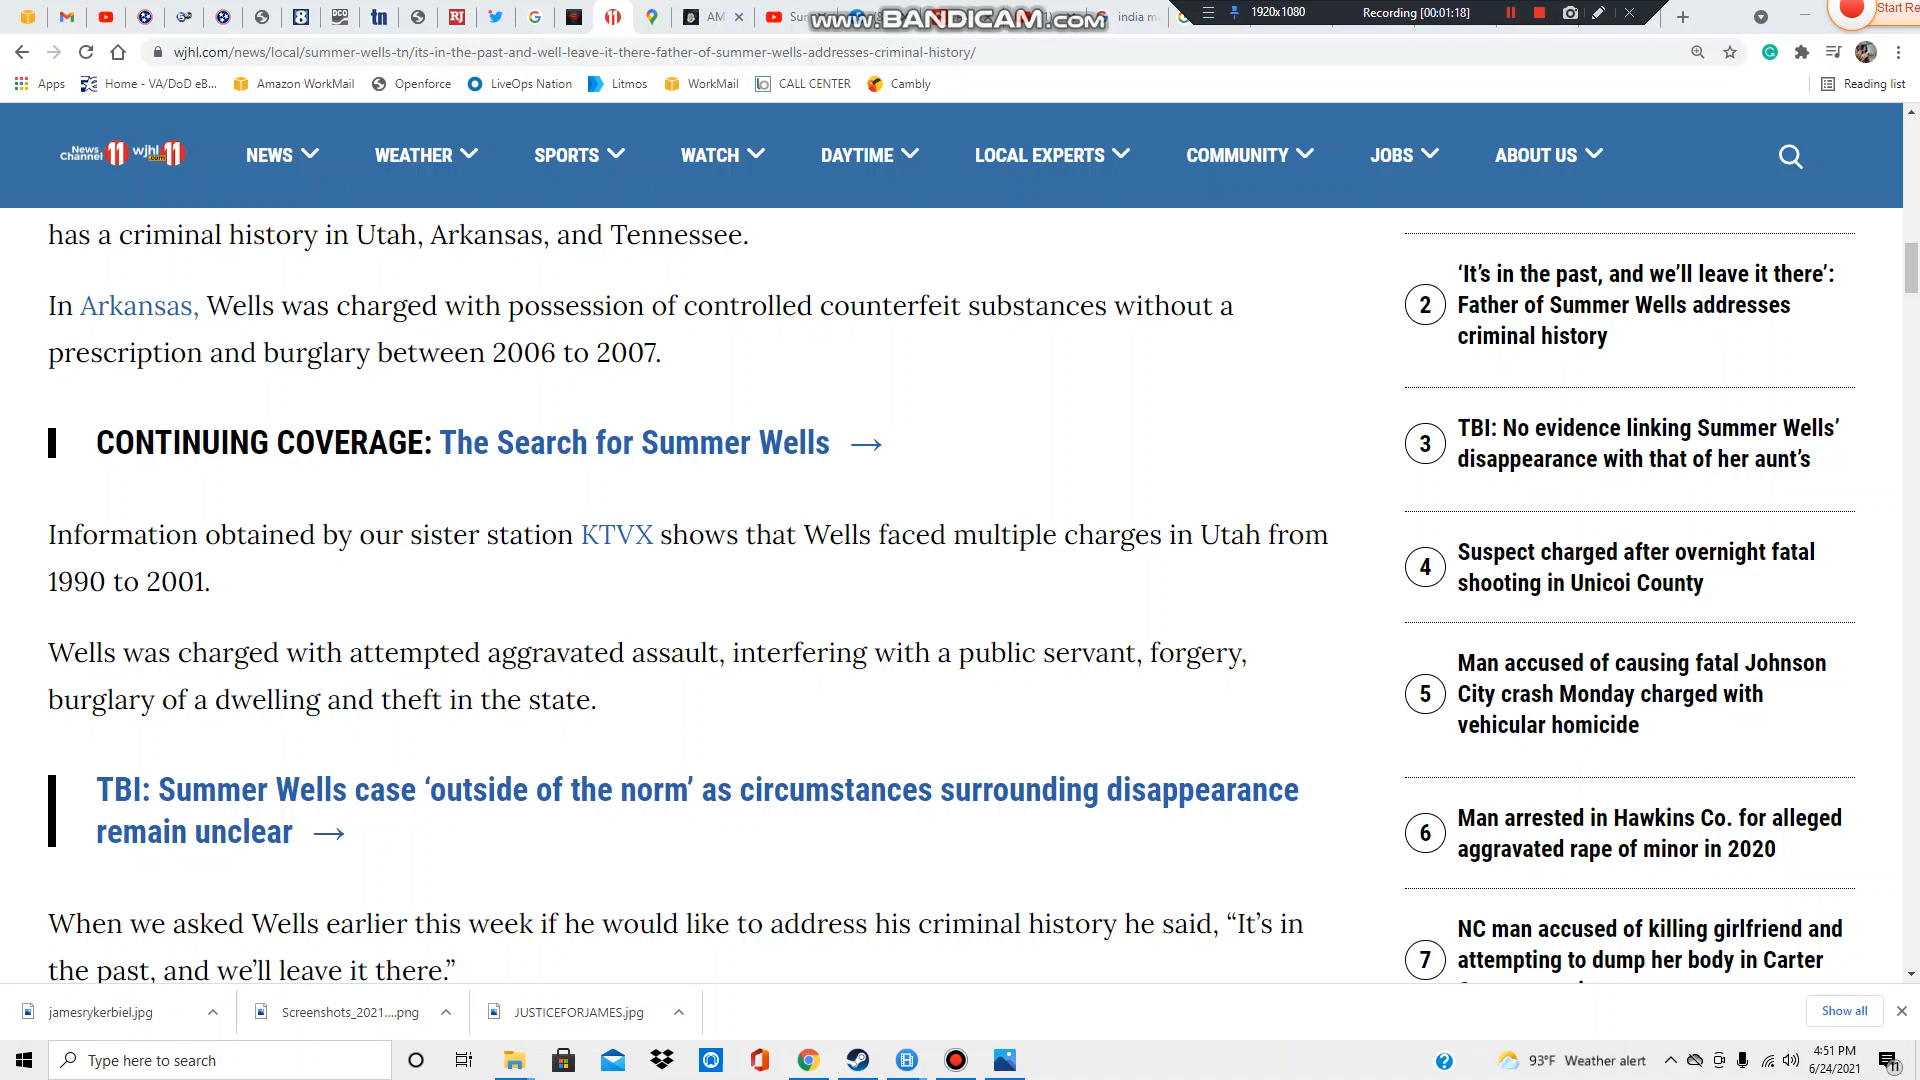 www.BANDICAM.com
1920x1080
Recording [00:01:18]
Start Re
AM
Sur
india m
wjhl.com/news/local/summer-wells-tn/its-in-the-past-and-well-leave-it-there-father-of-summer-wells-addresses-criminal-history/
Apps
Home - VA/DoD eB...
Amazon WorkMail
Openforce
LiveOps Nation
Litmos
WorkMail
CALL CENTER
Cambly
Reading list
News Channel 11 wjhl.com 11
NEWS
WEATHER
SPORTS
WATCH
DAYTIME
LOCAL EXPERTS
COMMUNITY
JOBS
ABOUT US
has a criminal history in Utah, Arkansas, and Tennessee.
In Arkansas, Wells was charged with possession of controlled counterfeit substances without a
prescription and burglary between 2006 to 2007.
CONTINUING COVERAGE: The Search for Summer Wells →
Information obtained by our sister station KTVX shows that Wells faced multiple charges in Utah from
1990 to 2001.
Wells was charged with attempted aggravated assault, interfering with a public servant, forgery,
burglary of a dwelling and theft in the state.
TBI: Summer Wells case ‘outside of the norm’ as circumstances surrounding disappearance
remain unclear →
When we asked Wells earlier this week if he would like to address his criminal history he said, “It’s in
the past, and we’ll leave it there.”
2
‘It’s in the past, and we’ll leave it there’:
Father of Summer Wells addresses
criminal history
3
TBI: No evidence linking Summer Wells’
disappearance with that of her aunt’s
4
Suspect charged after overnight fatal
shooting in Unicoi County
5
Man accused of causing fatal Johnson
City crash Monday charged with
vehicular homicide
6
Man arrested in Hawkins Co. for alleged
aggravated rape of minor in 2020
7
NC man accused of killing girlfriend and
attempting to dump her body in Carter
jamesrykerbiel.jpg
Screenshots_2021....png
JUSTICEFORJAMES.jpg
Show all
Type here to search
93°F Weather alert
4:51 PM
6/24/2021
11